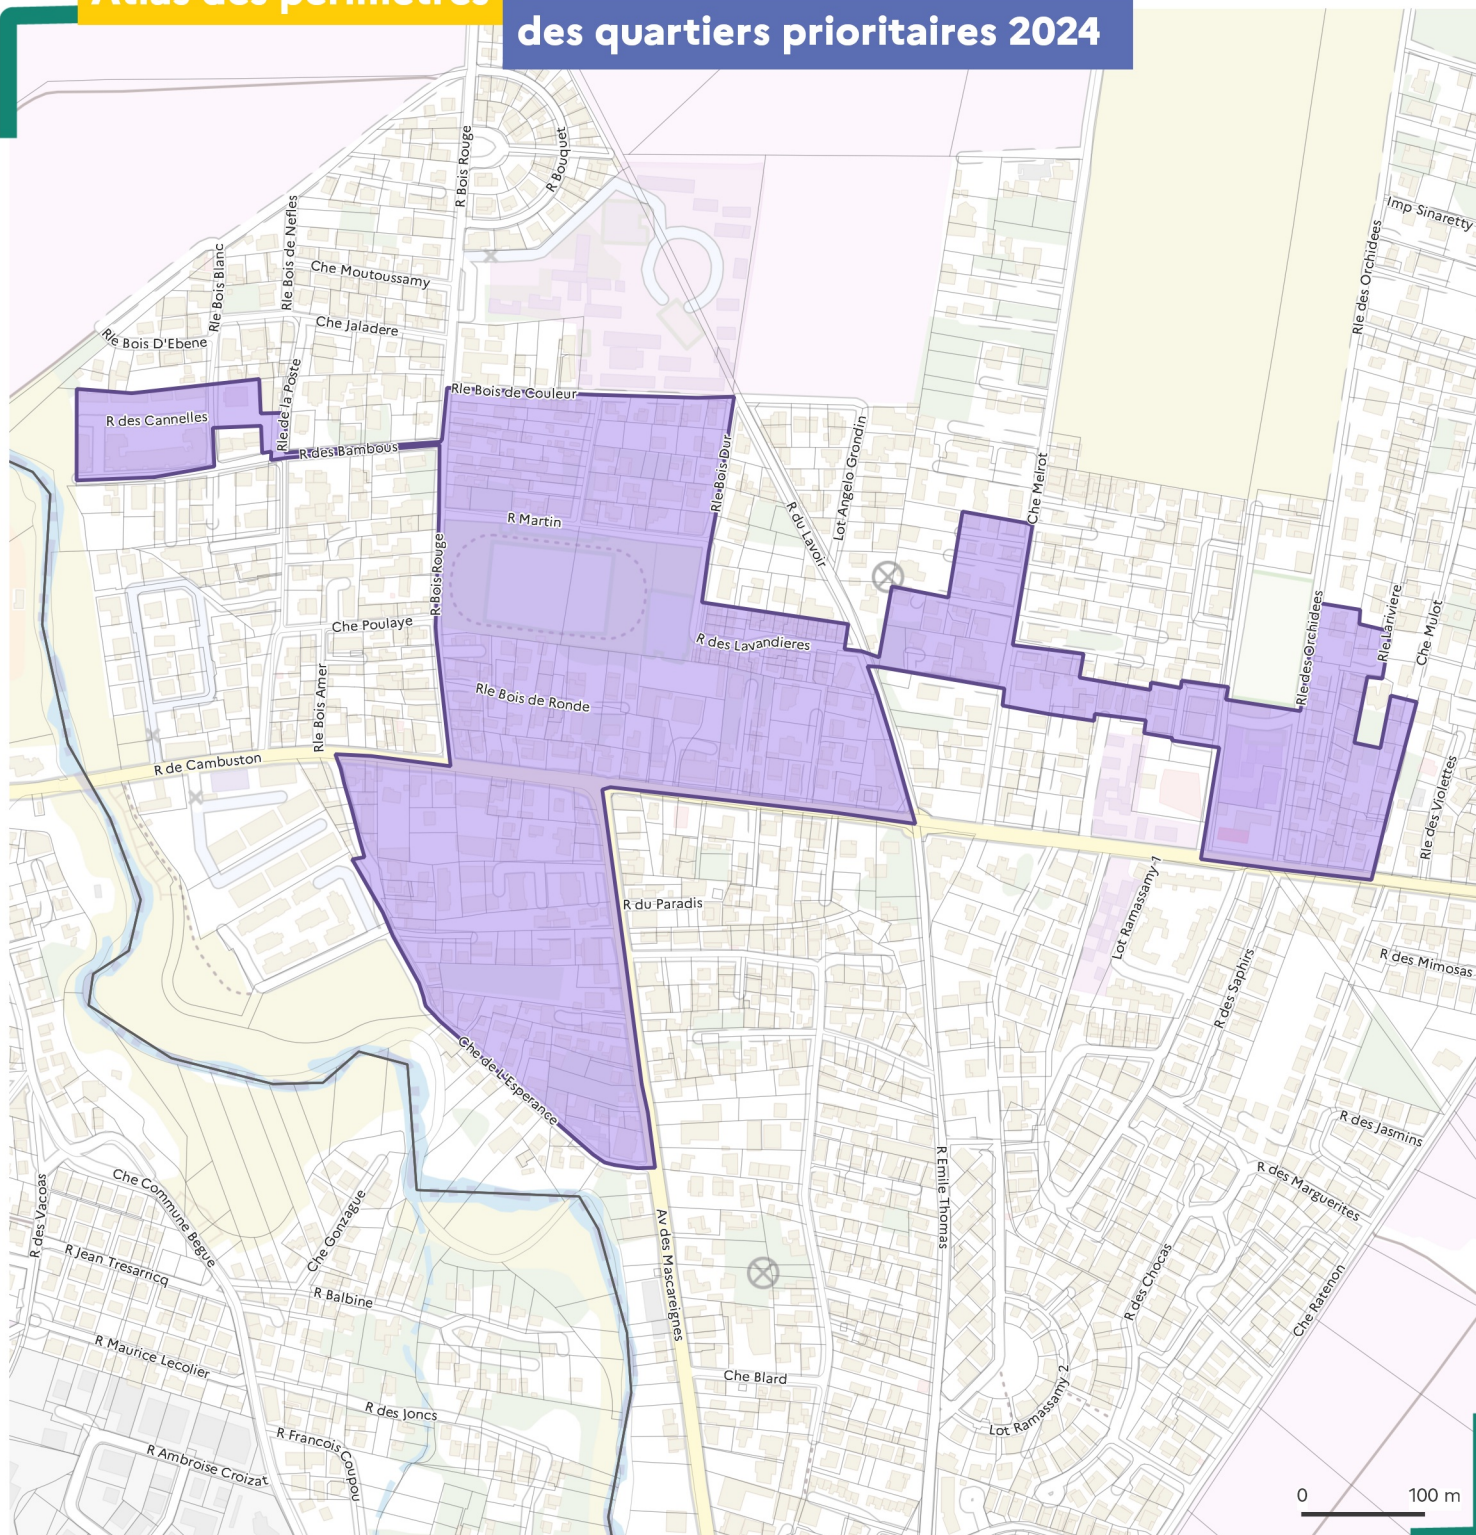 Atlas des périmètres
des quartiers prioritaires 2024
R Bois Rouge
R Bouquet
Imp Sinaretty
Rle Bois de Nefles
Rle Bois Blanc
Che Moutoussamy
Rle des Orchidees
Che Jaladere
Rle Bois D'Ebene
Rle de la Poste
Rle Bois de Couleur
R des Cannelles
R des Bambous
Rle Bois Dur
Lot Angelo Grondin
Che Melrot
R Martin
R du Lavoir
R Bois Rouge
Che Poulaye
R des Lavandieres
Rle des Orchidees
Rle Lariviere
Che Mulot
Rle Bois Amer
Rle Bois de Ronde
R de Cambuston
Rle des Violettes
R du Paradis
Lot Ramassamy 1
R des Saphirs
R des Mimosas
Che de L'Esperance
R des Jasmins
R des Marguerites
R Emile Thomas
Che Commune Begue
R des Vacoas
Che Gonzague
R Jean Tresarricq
R Balbine
Av des Mascareignes
R des Chocas
Che Ratenon
R Maurice Lecolier
Che Blard
Lot Ramassamy 2
R des Joncs
R Francois Coupou
R Ambroise Croizat
0 100 m